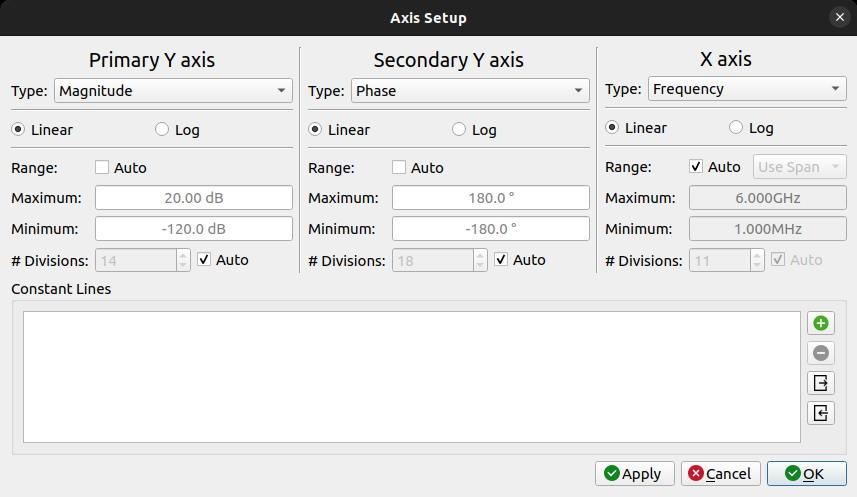 Axis Setup
Primary Y axis
Type: Magnitude
Linear Log
Range: Auto
Maximum: 20.00 dB
Minimum: -120.0 dB
# Divisions: 14 Auto
Secondary Y axis
Type: Phase
Linear Log
Range: Auto
Maximum: 180.0 °
Minimum: -180.0 °
# Divisions: 18 Auto
X axis
Type: Frequency
Linear Log
Range: Auto Use Span
Maximum: 6.000GHz
Minimum: 1.000MHz
# Divisions: 11 Auto
Constant Lines
Apply Cancel OK